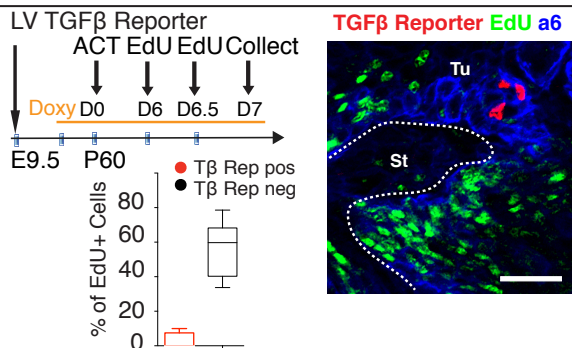 LV TGFβ Reporter
ACT EdU EdU Collect
Doxy D0 D6 D6.5 D7
E9.5 P60
Tβ Rep pos
Tβ Rep neg
% of EdU+ Cells
80
60
40
20
0
TGFβ Reporter EdU a6
Tu
St